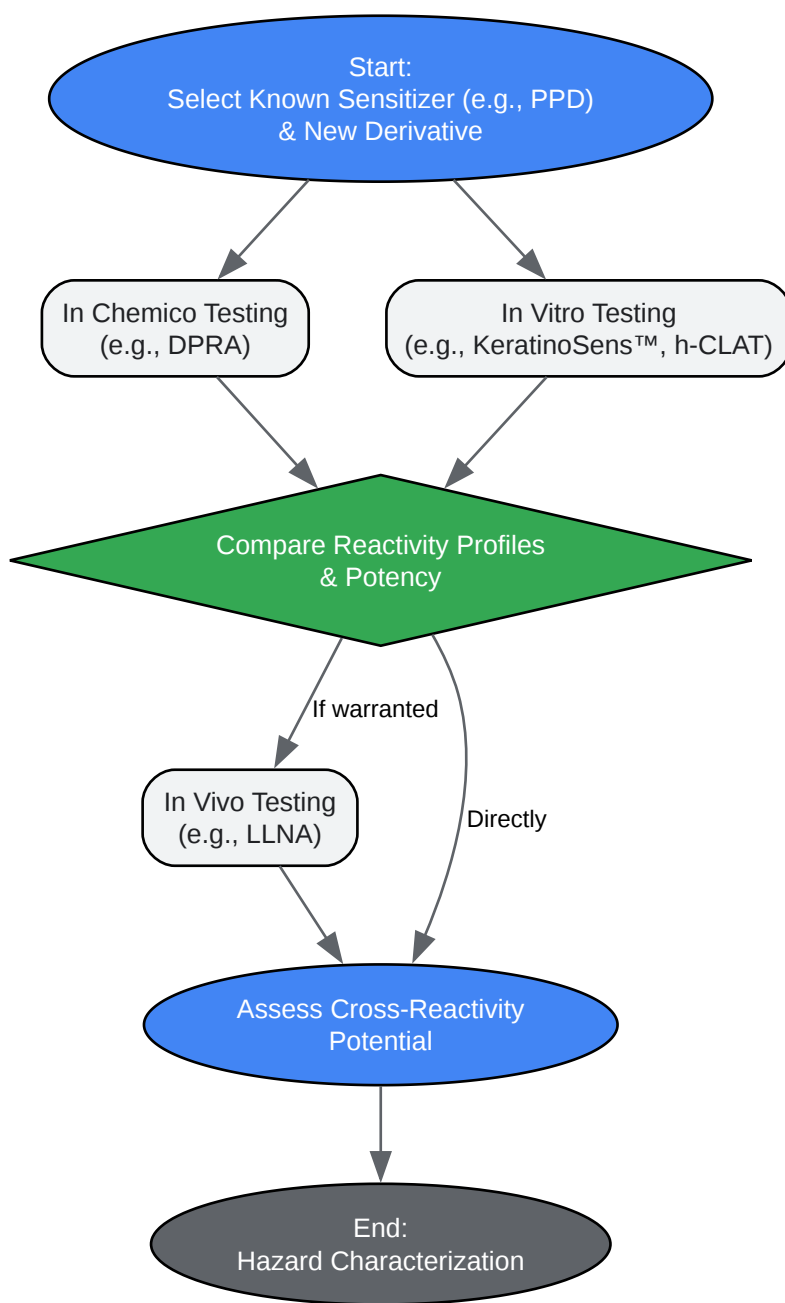 Start:
Select Known Sensitizer (e.g., PPD)
& New Derivative
In Chemico Testing
(e.g., DPRA)
In Vitro Testing
(e.g., KeratinoSens™, h-CLAT)
Compare Reactivity Profiles
& Potency
If warranted
In Vivo Testing
(e.g., LLNA)
Directly
Assess Cross-Reactivity
Potential
End:
Hazard Characterization